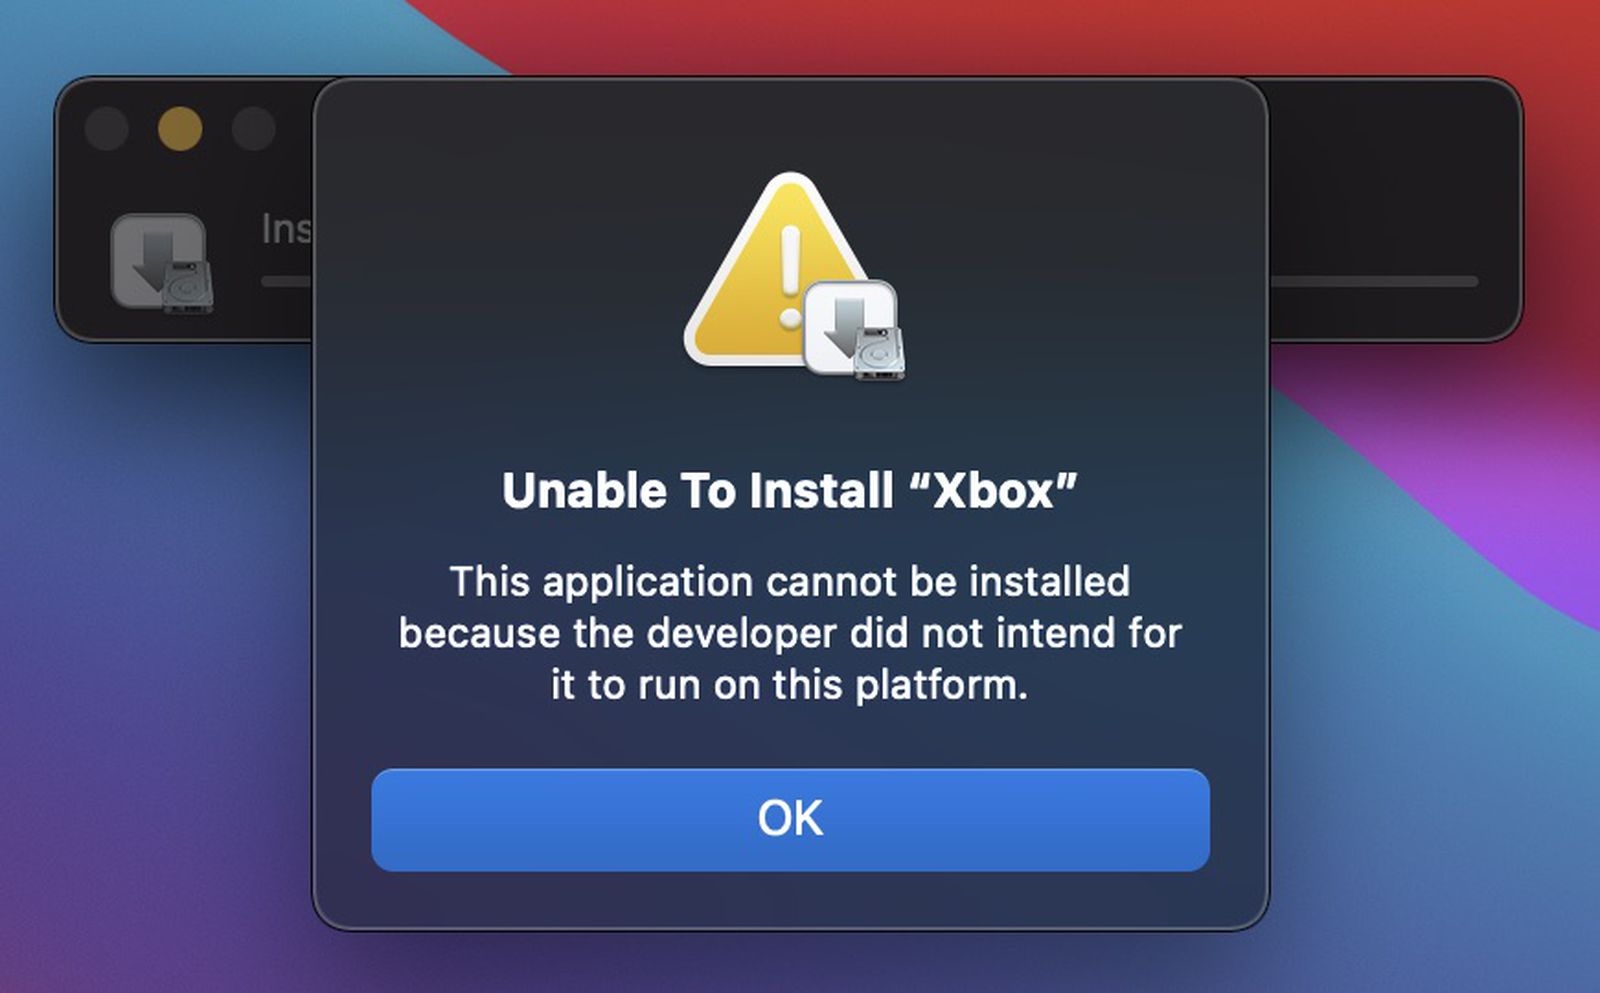 Ins
Unable To Install “Xbox”
This application cannot be installed
because the developer did not intend for
it to run on this platform.
OK